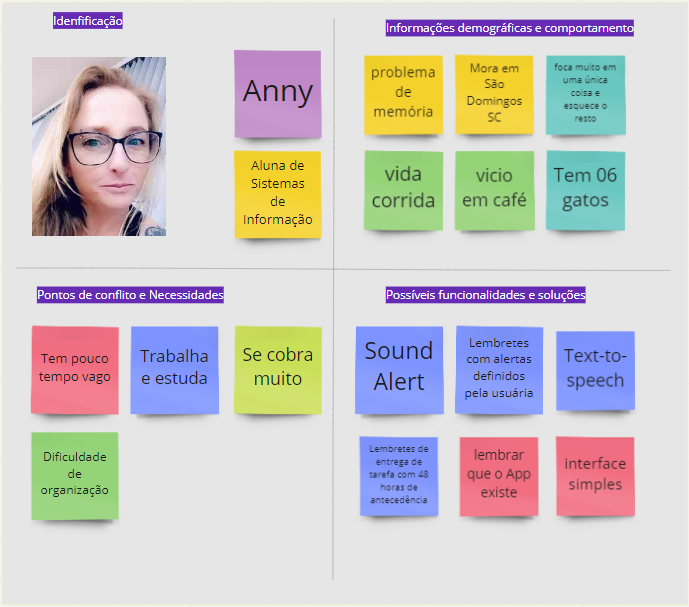 Idenfificação
Anny
Aluna de
Sistemas
de
Informação
Informações demográficas e comportamento
problema
de
memória
Mora em
São
Domingos
SC
foca muito em
uma única
coisa e
esquece o
resto
vida
corrida
vicio
em café
Tem 06
gatos
Pontos de conflito e Necessidades
Tem pouco
tempo vago
Trabalha
e estuda
Se cobra
muito
Dificuldade
de
organização
Possíveis funcionalidades e soluções
Sound
Alert
Lembretes
com alertas
definidos
pela usuária
Text-to-
speech
Lembretes de
entrega de
tarefa com 48
horas de
antecedência
lembrar
que o App
existe
interface
simples